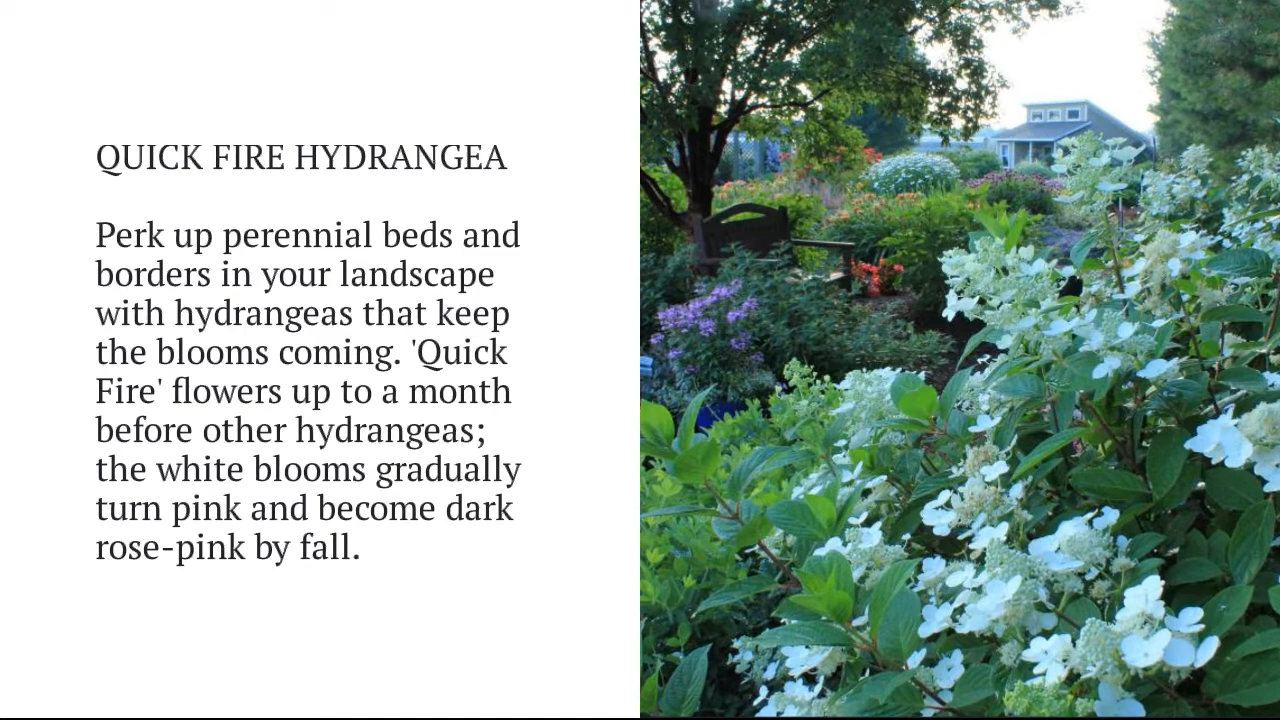 QUICK FIRE HYDRANGEA
Perk up perennial beds and
borders in your landscape
with hydrangeas that keep
the blooms coming. 'Quick
Fire' flowers up to a month
before other hydrangeas;
the white blooms gradually
turn pink and become dark
rose-pink by fall.